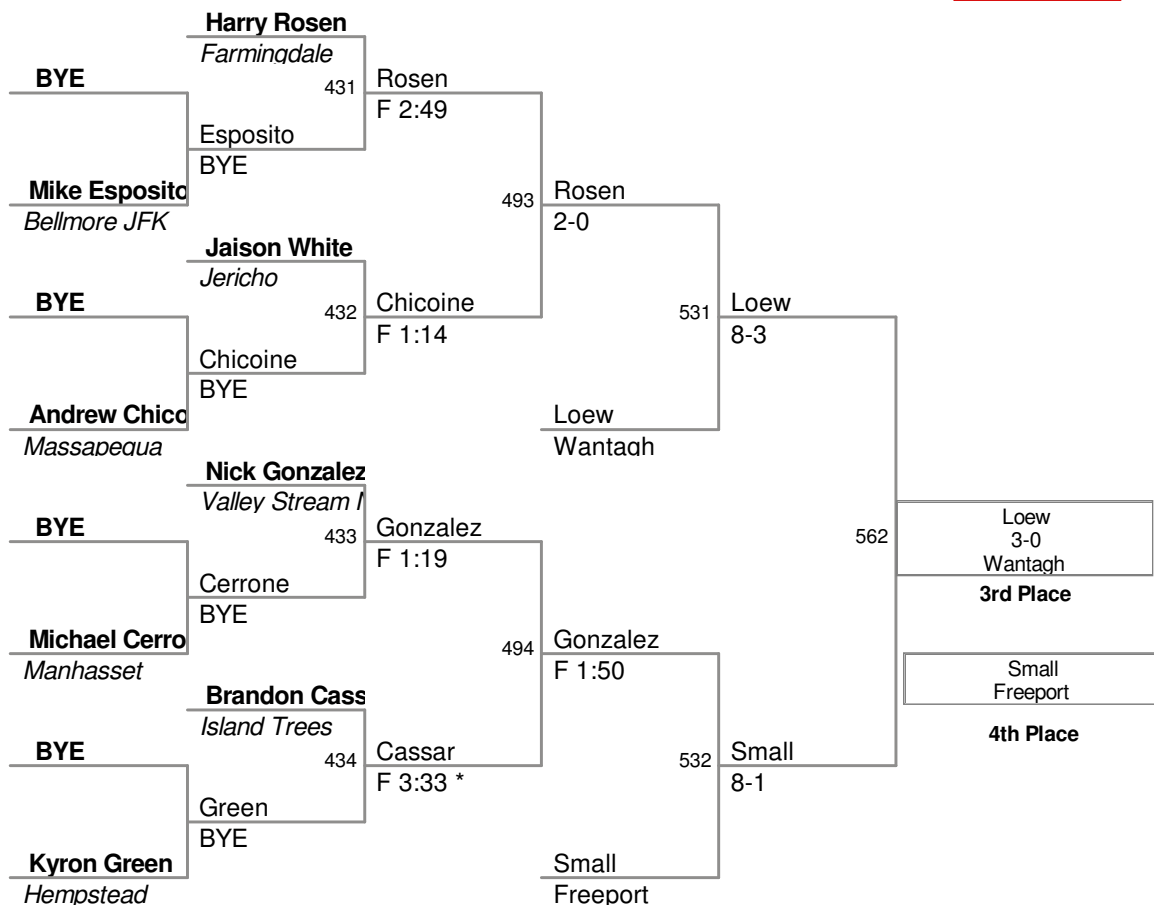 Harry Rosen
Farmingdale
BYE
431
Rosen
F 2:49
Esposito
BYE
Mike Esposito
Bellmore JFK
493
Rosen
2-0
Jaison White
Jericho
BYE
432
Chicoine
F 1:14
531
Loew
8-3
Chicoine
BYE
Andrew Chico
Massapequa
Loew
Wantagh
Nick Gonzalez
Valley Stream N
BYE
433
Gonzalez
F 1:19
562
Loew
3-0
Wantagh
3rd Place
Cerrone
BYE
Michael Cerro
Manhasset
494
Gonzalez
F 1:50
Small
Freeport
4th Place
Brandon Cass
Island Trees
BYE
434
Cassar
F 3:33 *
532
Small
8-1
Green
BYE
Kyron Green
Hempstead
Small
Freeport